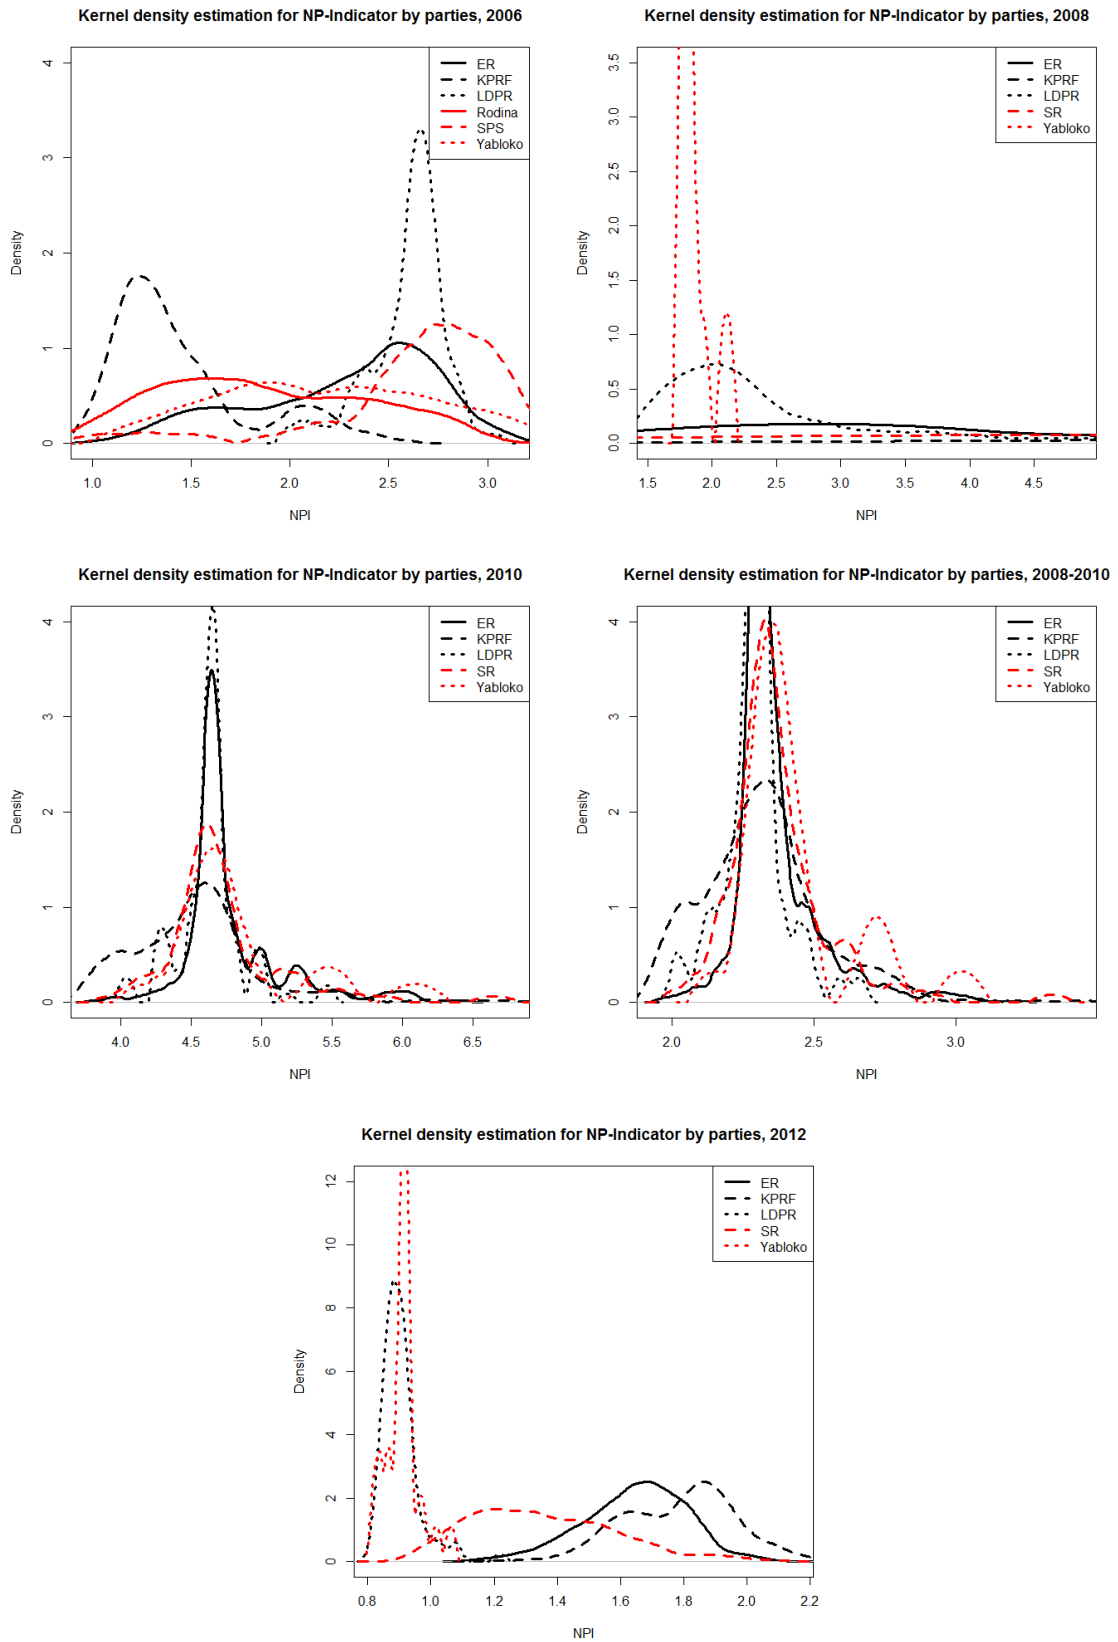 Kernel density estimation for NP-Indicator by parties, 2006
4
3
2
1
0
Density
1.0 1.5 2.0 2.5 3.0
NPI
ER
KPRF
LDPR
Rodina
SPS
Yabloko
Kernel density estimation for NP-Indicator by parties, 2008
3.5
3.0
2.5
2.0
1.5
1.0
0.5
0.0
Density
1.5 2.0 2.5 3.0 3.5 4.0 4.5
NPI
ER
KPRF
LDPR
SR
Yabloko
Kernel density estimation for NP-Indicator by parties, 2010
4
3
2
1
0
Density
4.0 4.5 5.0 5.5 6.0 6.5
NPI
ER
KPRF
LDPR
SR
Yabloko
Kernel density estimation for NP-Indicator by parties, 2008-2010
4
3
2
1
0
Density
2.0 2.5 3.0
NPI
ER
KPRF
LDPR
SR
Yabloko
Kernel density estimation for NP-Indicator by parties, 2012
12
10
8
6
4
2
0
Density
0.8 1.0 1.2 1.4 1.6 1.8 2.0 2.2
NPI
ER
KPRF
LDPR
SR
Yabloko